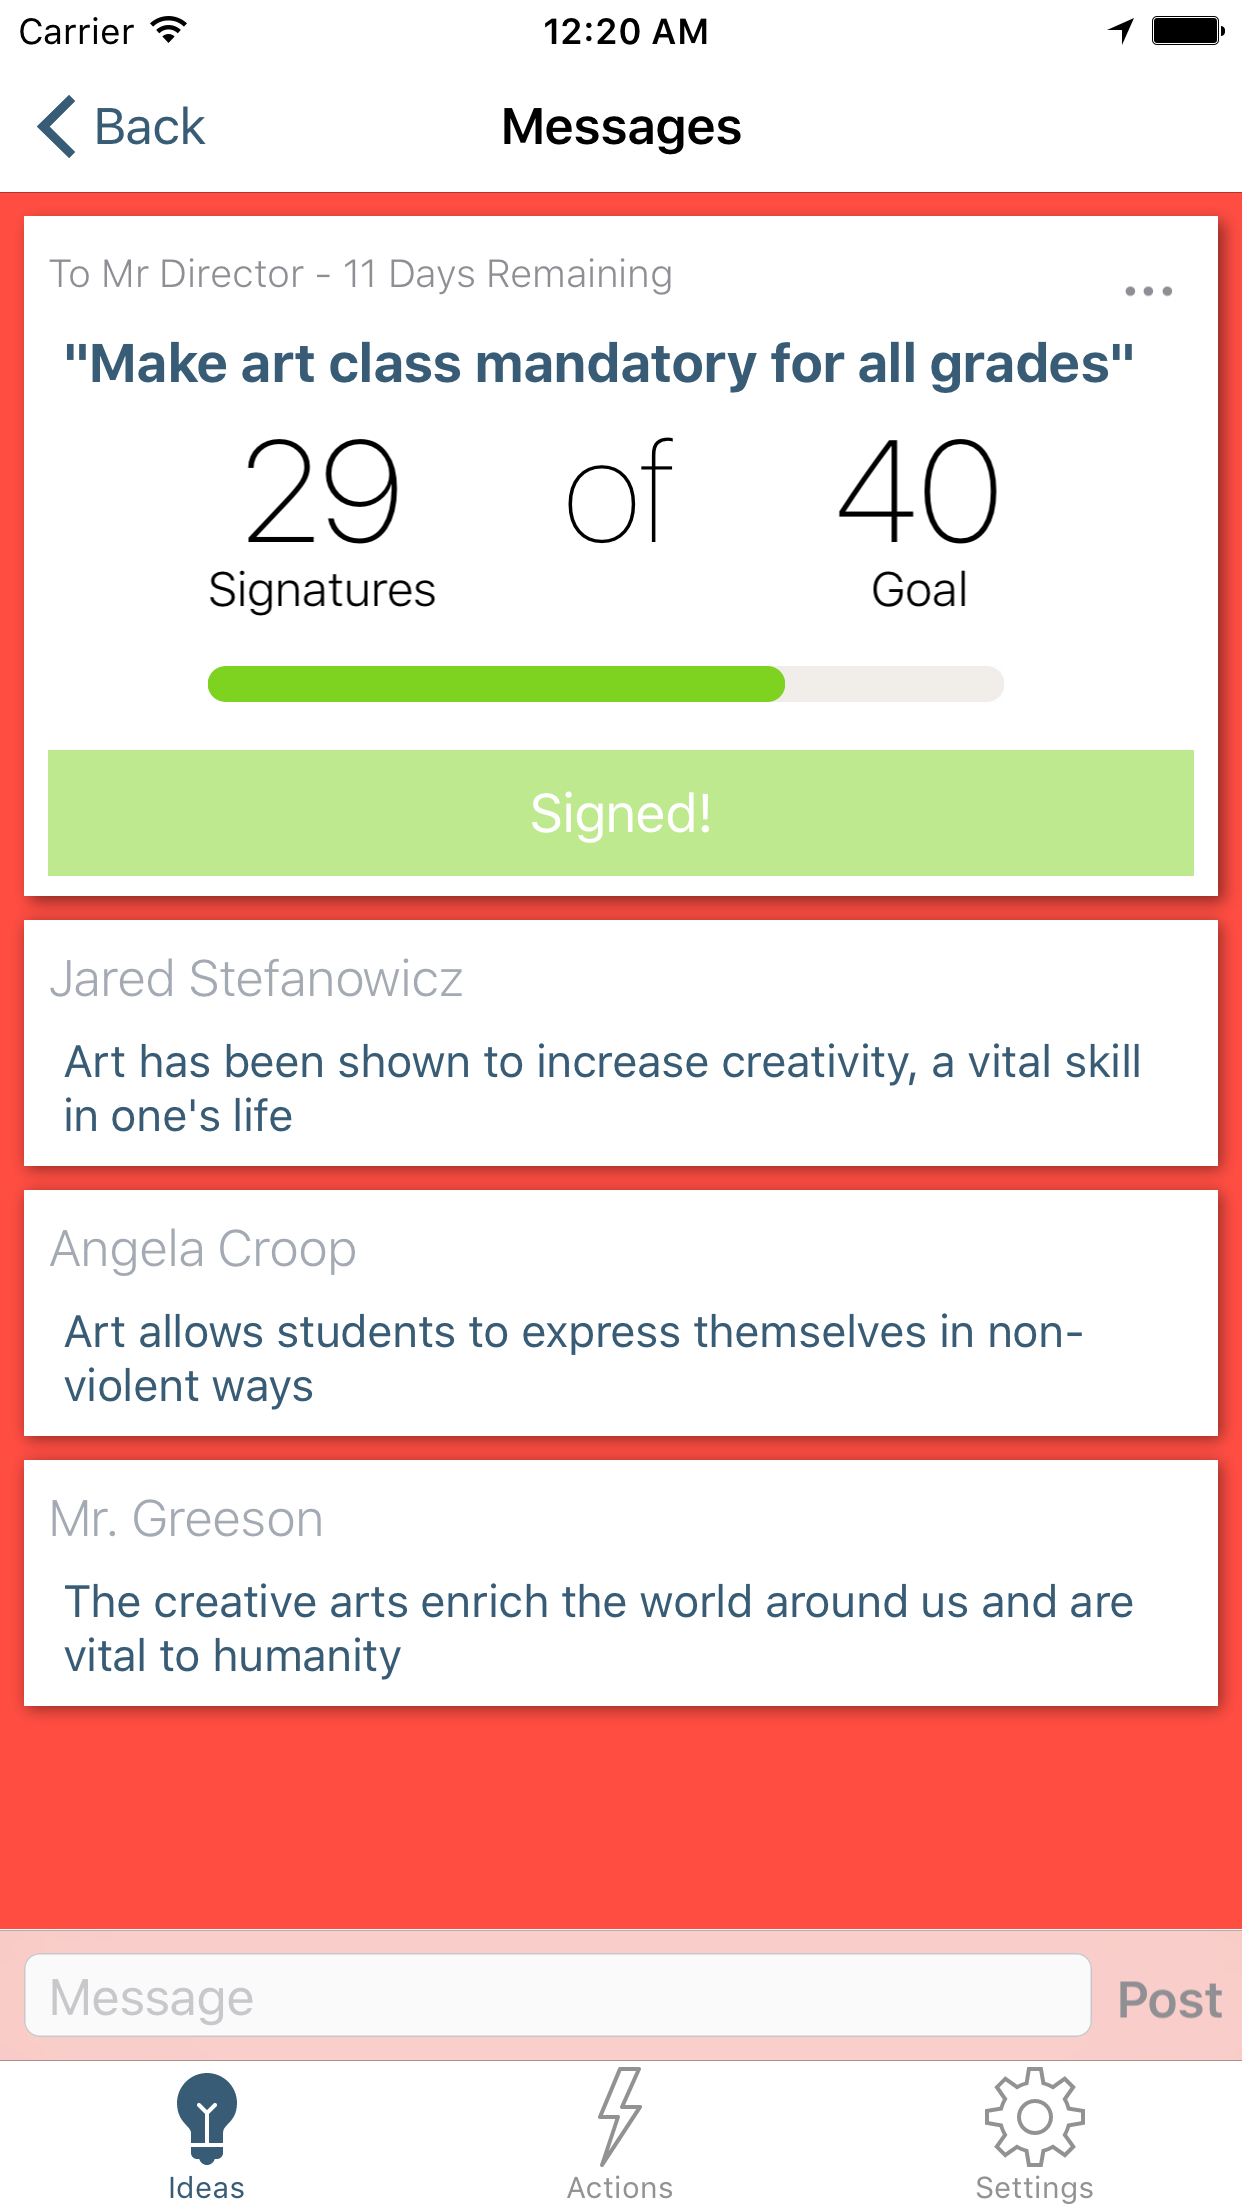 Carrier 12:20 AM
Back Messages
To Mr Director - 11 Days Remaining
"Make art class mandatory for all grades"
29 of 40
Signatures Goal
Signed!
Jared Stefanowicz
Art has been shown to increase creativity, a vital skill
in one's life
Angela Croop
Art allows students to express themselves in non-
violent ways
Mr. Greeson
The creative arts enrich the world around us and are
vital to humanity
Message Post
Ideas Actions Settings